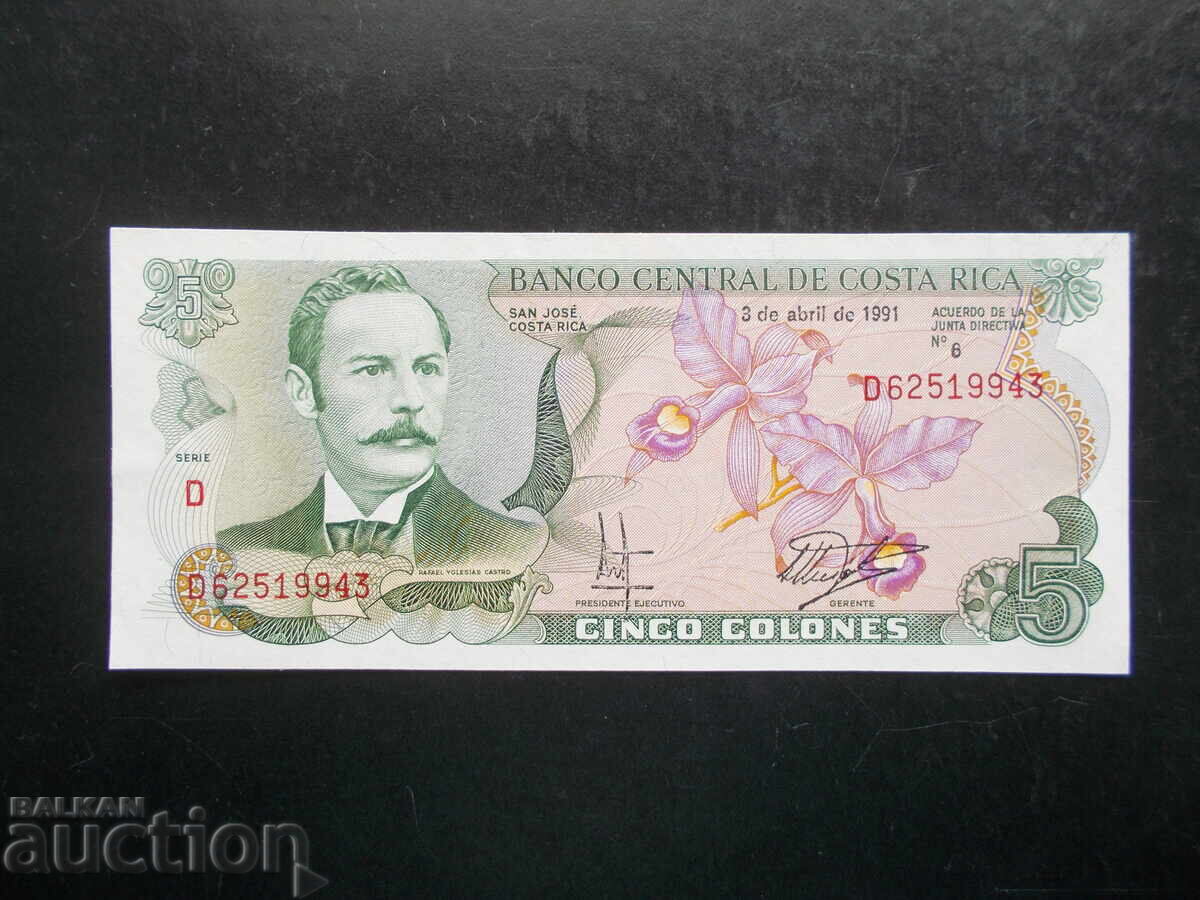 5
BANCO CENTRAL DE COSTA RICA
SAN JOSÉ,
COSTA RICA
3 de abril de 1991
ACUERDO DE LA
JUNTA DIRECTIVA
Nº
6
D62519943
SERIE
D
RAFAEL YGLESIAS CASTRO
D62519943
PRESIDENTE EJECUTIVO
GERENTE
CINCO COLONES
5
BALKAN
auction